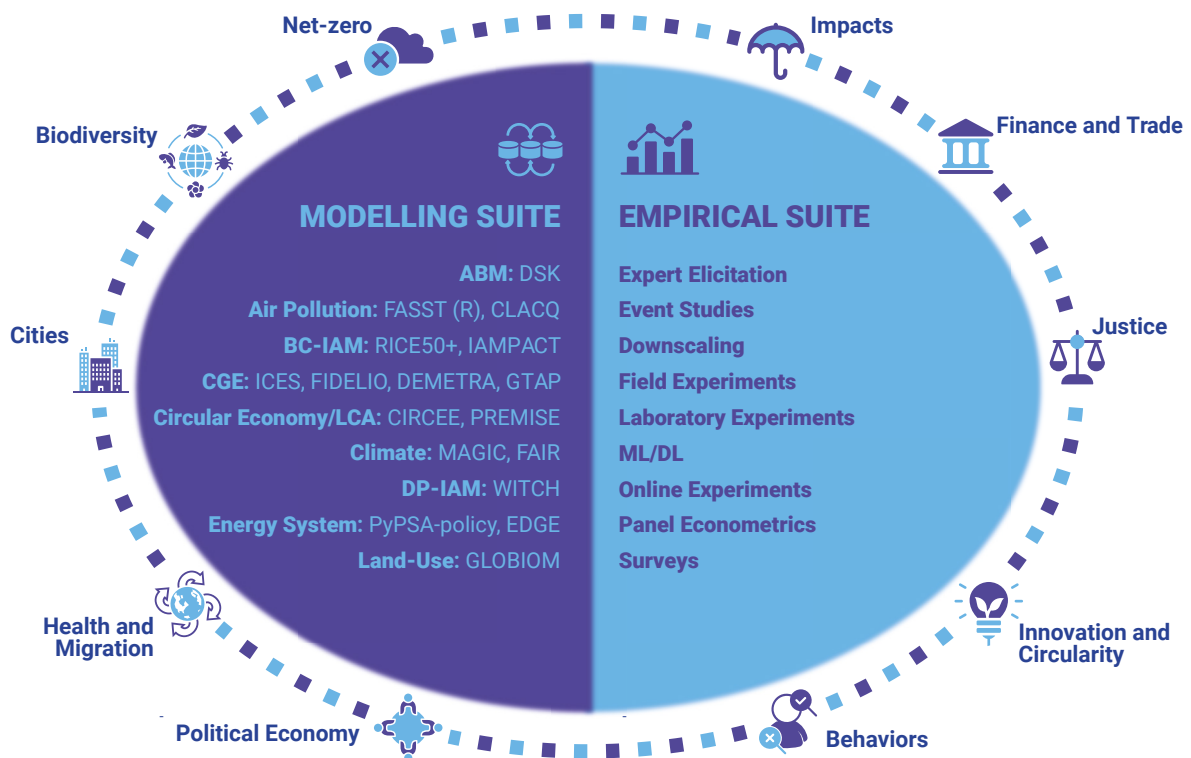 Net-zero
Impacts
Biodiversity
Finance and Trade
MODELLING SUITE
ABM: DSK
Air Pollution: FASST (R), CLACQ
BC-IAM: RICE50+, IAMPACT
CGE: ICES, FIDELIO, DEMETRA, GTAP
Circular Economy/LCA: CIRCEE, PREMISE
Climate: MAGIC, FAIR
DP-IAM: WITCH
Energy System: PyPSA-policy, EDGE
Land-Use: GLOBIOM
EMPIRICAL SUITE
Expert Elicitation
Event Studies
Downscaling
Field Experiments
Laboratory Experiments
ML/DL
Online Experiments
Panel Econometrics
Surveys
Cities
Justice
Health and
Migration
Innovation and
Circularity
Political Economy
Behaviors